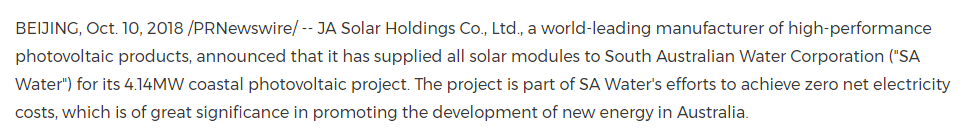 BEIJING, Oct. 10, 2018 /PRNewswire/ -- JA Solar Holdings Co., Ltd., a world-leading manufacturer of high-performance
photovoltaic products, announced that it has supplied all solar modules to South Australian Water Corporation ("SA
Water") for its 4.14MW coastal photovoltaic project. The project is part of SA Water's efforts to achieve zero net electricity
costs, which is of great significance in promoting the development of new energy in Australia.